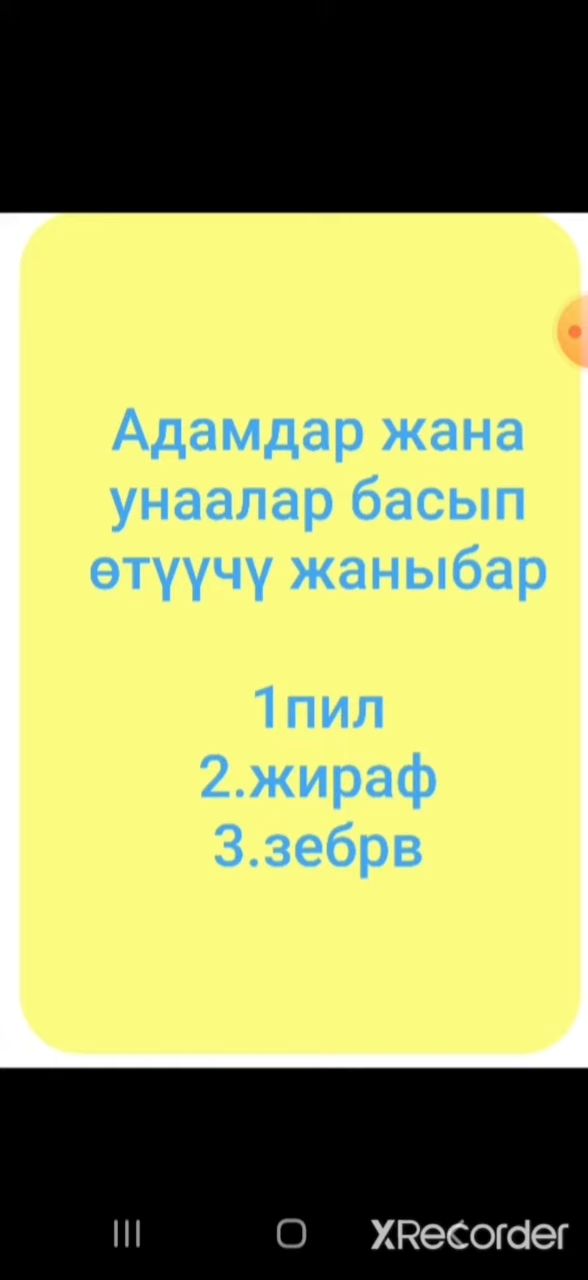 Адамдар жана
унаалар басып
өтүүчү жаныбар
1пил
2.жираф
3.зебрв
XRecorder